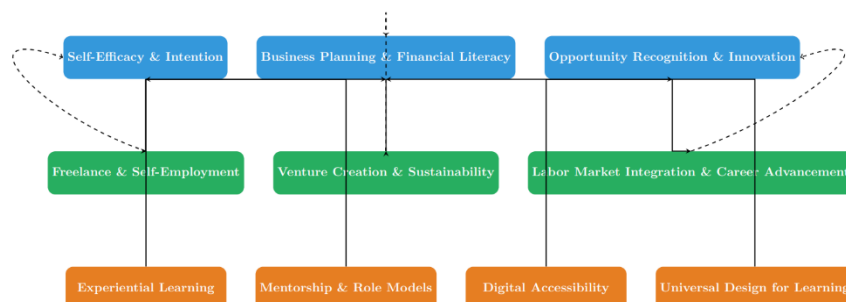 Self-Efficacy & Intention
Business Planning & Financial Literacy
Opportunity Recognition & Innovation
Freelance & Self-Employment
Venture Creation & Sustainability
Labor Market Integration & Career Advancement
Experiential Learning
Mentorship & Role Models
Digital Accessibility
Universal Design for Learning